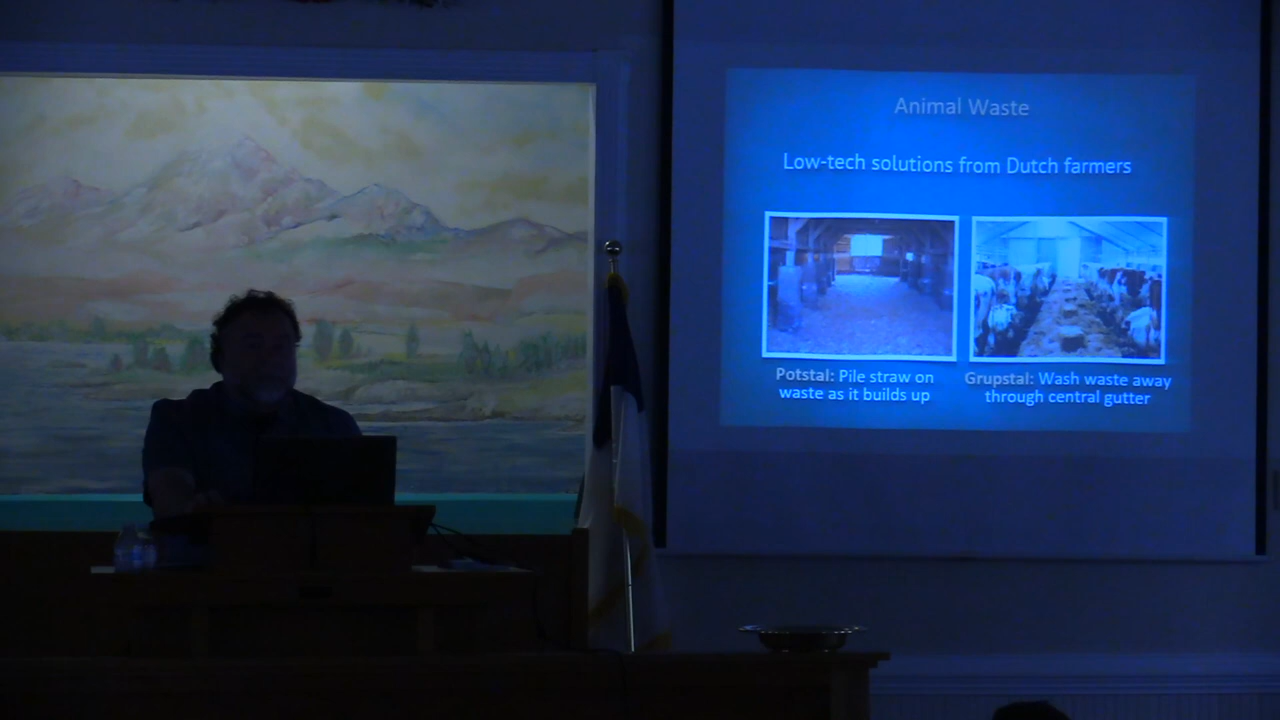 Animal Waste
Low-tech solutions from Dutch farmers
Potstal: Pile straw on
waste as it builds up
Grupstal: Wash waste away
through central gutter